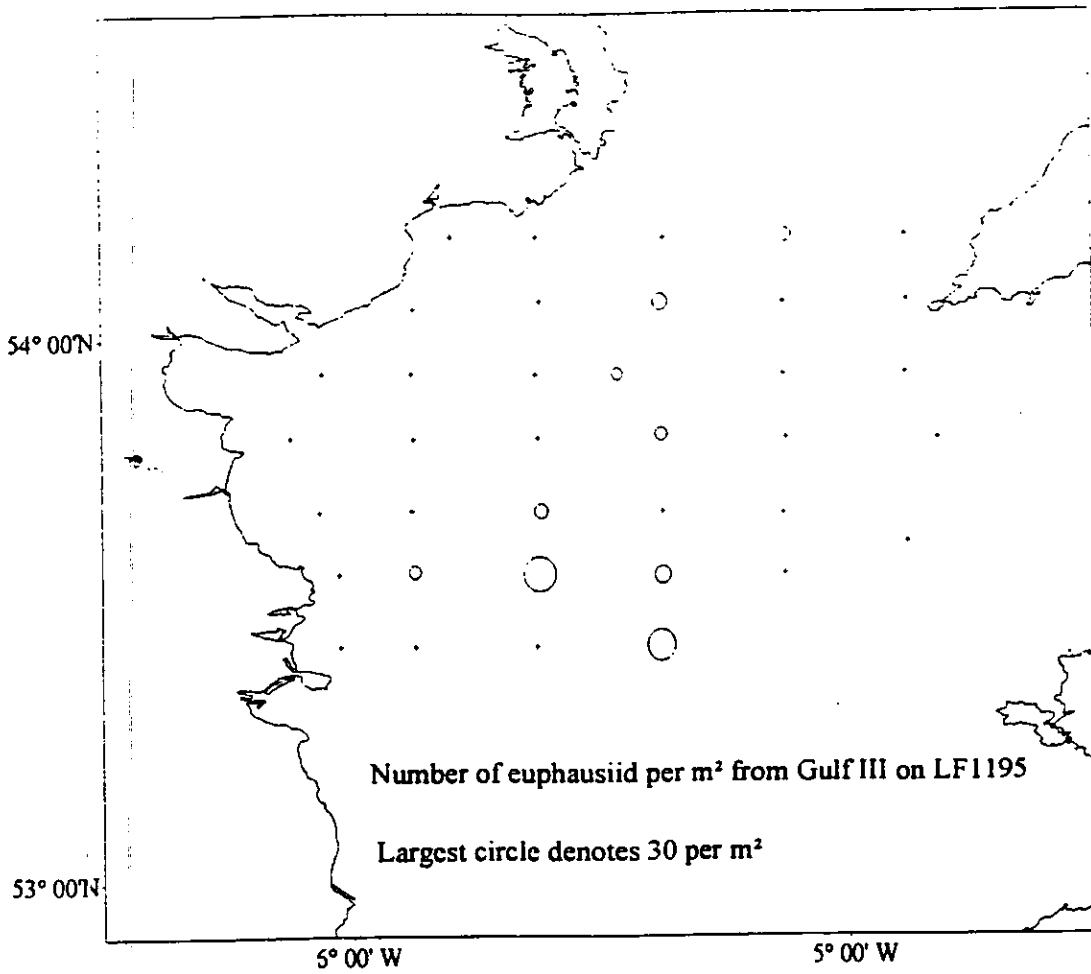 54° 00'N
Number of euphausiid per m² from Gulf III on LF1195
Largest circle denotes 30 per m²
53° 00'N
5° 00' W 5° 00' W